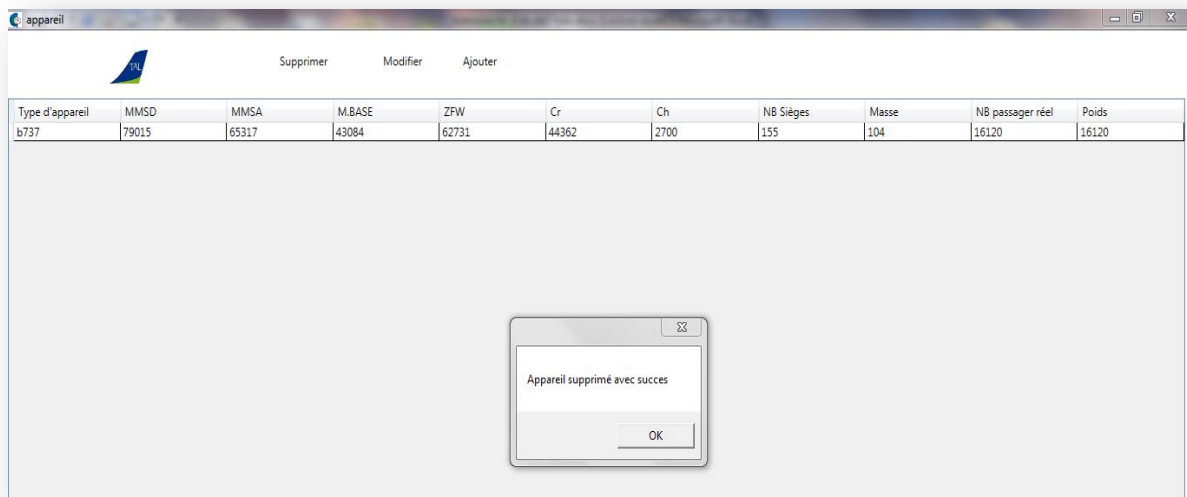 appareil
TAL
Supprimer Modifier Ajouter
Type d'appareil MMSD MMSA M.BASE ZFW Cr Ch NB Sièges Masse NB passager réel Poids
b737 79015 65317 43084 62731 44362 2700 155 104 16120 16120
Appareil supprimé avec succes
OK